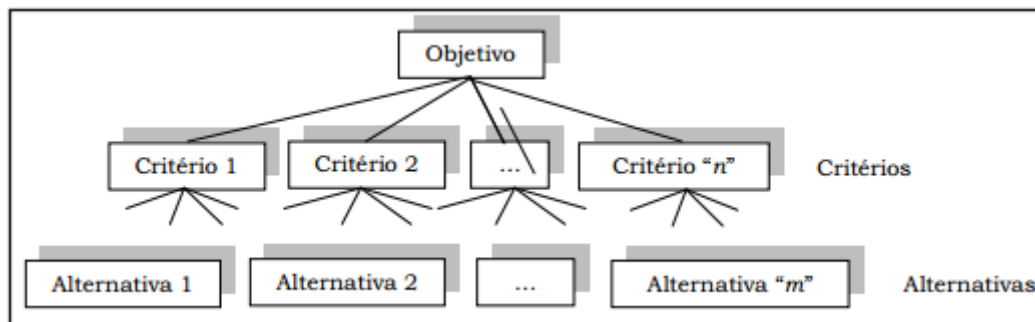 Objetivo
Critério 1 Critério 2 ... Critério “n” Critérios
Alternativa 1 Alternativa 2 ... Alternativa “m” Alternativas